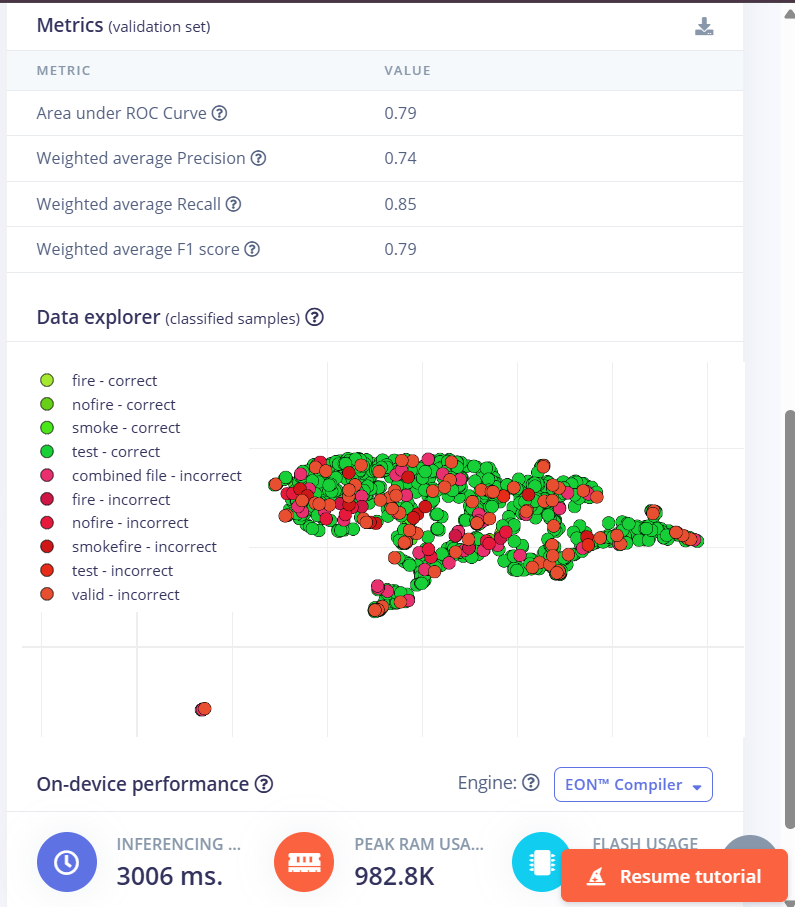 Metrics (validation set)
METRIC VALUE
Area under ROC Curve 0.79
Weighted average Precision 0.74
Weighted average Recall 0.85
Weighted average F1 score 0.79
Data explorer (classified samples)
fire - correct
nofire - correct
smoke - correct
test - correct
combined file - incorrect
fire - incorrect
nofire - incorrect
smokefire - incorrect
test - incorrect
valid - incorrect
On-device performance Engine: EON™ Compiler
INFERENCING ... PEAK RAM USA... FLASH USAGE
3006 ms. 982.8K
Resume tutorial